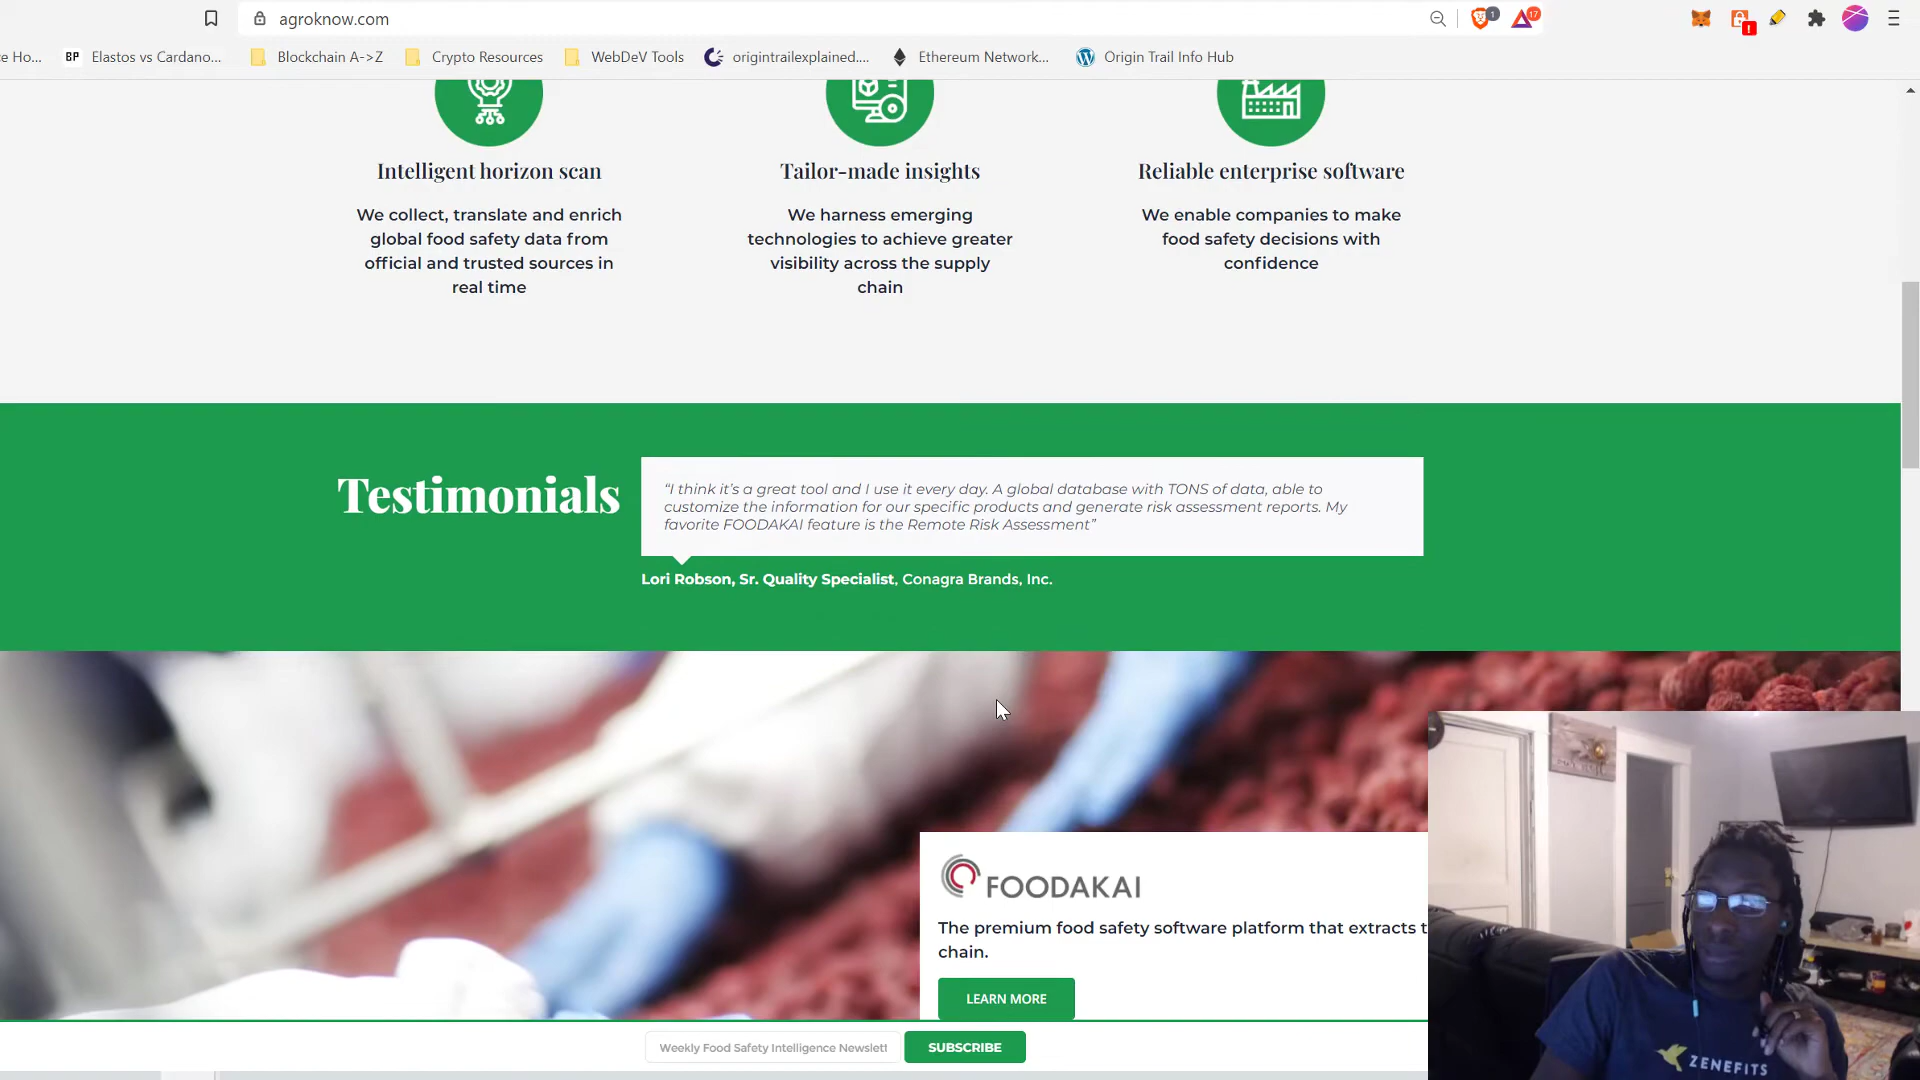 agroknow.com
1
17
ce Ho...
BP Elastos vs Cardano...
Blockchain A->Z
Crypto Resources
WebDeV Tools
origintrailexplained....
Ethereum Network...
Origin Trail Info Hub
Intelligent horizon scan
We collect, translate and enrich
global food safety data from
official and trusted sources in
real time
Tailor-made insights
We harness emerging
technologies to achieve greater
visibility across the supply
chain
Reliable enterprise software
We enable companies to make
food safety decisions with
confidence
Testimonials
“I think it’s a great tool and I use it every day. A global database with TONS of data, able to
customize the information for our specific products and generate risk assessment reports. My
favorite FOODAKAI feature is the Remote Risk Assessment”
Lori Robson, Sr. Quality Specialist, Conagra Brands, Inc.
FOODAKAI
The premium food safety software platform that extracts t
chain.
LEARN MORE
Weekly Food Safety Intelligence Newslett
SUBSCRIBE
ZENEFITS